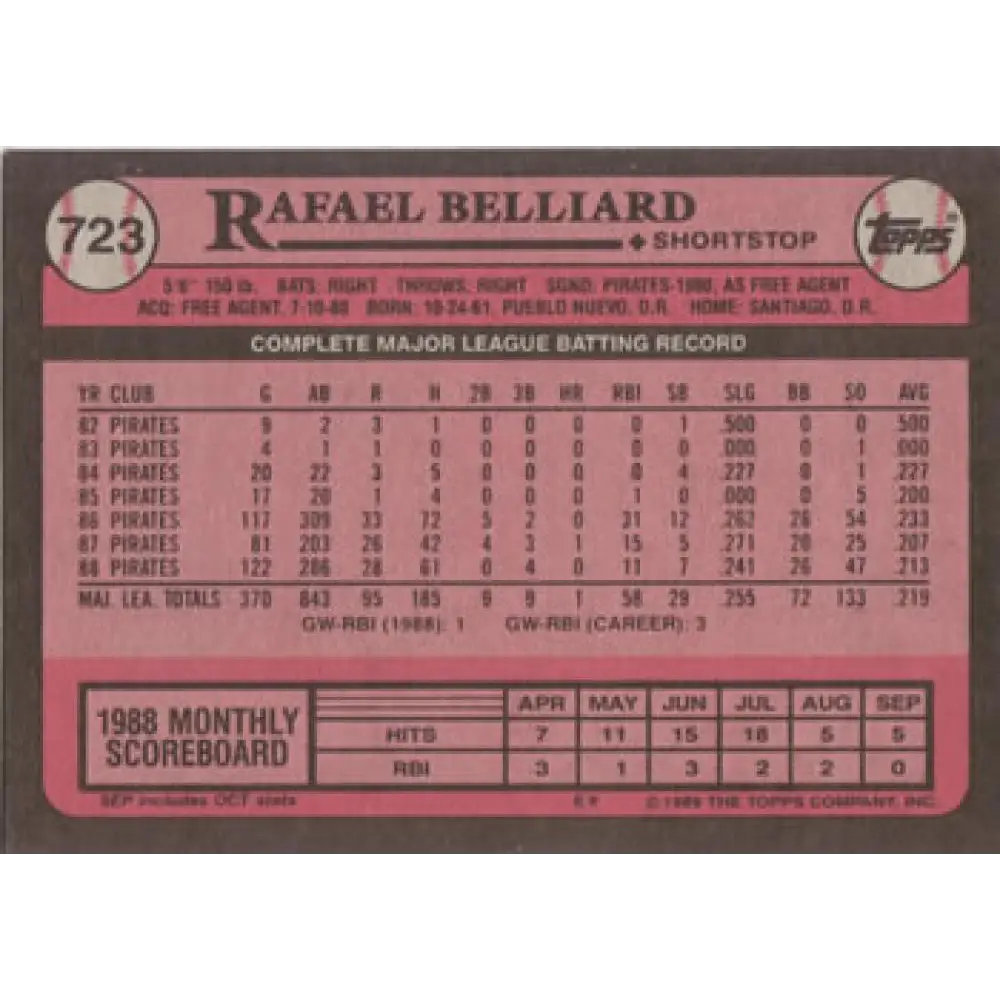 723 RAFAEL BELLIARD Topps
SHORTSTOP
5'6" 150 lb. BATS: RIGHT THROWS: RIGHT SGND: PIRATES-1980, AS FREE AGENT
ACQ: FREE AGENT, 7-10-80 BORN: 10-24-61, PUEBLO NUEVO, D.R. HOME: SANTIAGO, D.R.
COMPLETE MAJOR LEAGUE BATTING RECORD
YR CLUB G AB R H 2B 3B HR RBI SB SLG BB SO AVG
82 PIRATES 9 2 3 1 0 0 0 0 1 .500 0 0 .500
83 PIRATES 4 1 1 0 0 0 0 0 0 .000 0 1 .000
84 PIRATES 20 22 3 5 0 0 0 0 4 .227 0 1 .227
85 PIRATES 17 20 1 4 0 0 0 1 0 .000 0 5 .200
86 PIRATES 117 309 33 72 5 2 0 31 12 .262 26 54 .233
87 PIRATES 81 203 26 42 4 3 1 15 5 .271 20 25 .207
88 PIRATES 122 286 28 61 0 4 0 11 7 .241 26 47 .213
MAJ. LEA. TOTALS 370 843 95 185 9 9 1 58 29 .255 72 133 .219
GW-RBI (1988): 1 GW-RBI (CAREER): 3
1988 MONTHLY SCOREBOARD
APR MAY JUN JUL AUG SEP
HITS 7 11 15 18 5 5
RBI 3 1 3 2 2 0
SEP includes OCT stats © 1989 THE TOPPS COMPANY, INC.